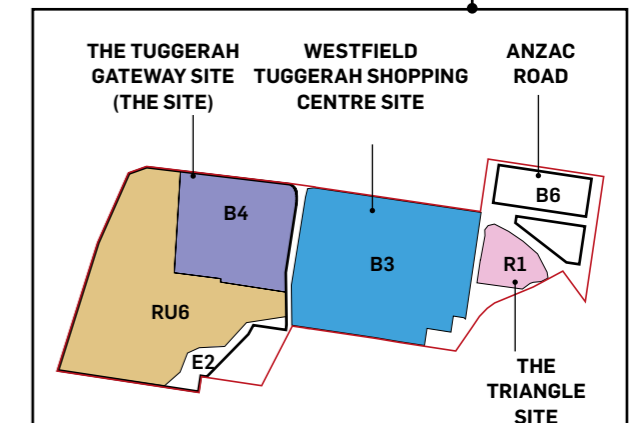 THE TUGGERAH
GATEWAY SITE
(THE SITE)
WESTFIELD
TUGGERAH SHOPPING
CENTRE SITE
ANZAC
ROAD
B6
B4
B3
R1
RU6
E2
THE
TRIANGLE
SITE